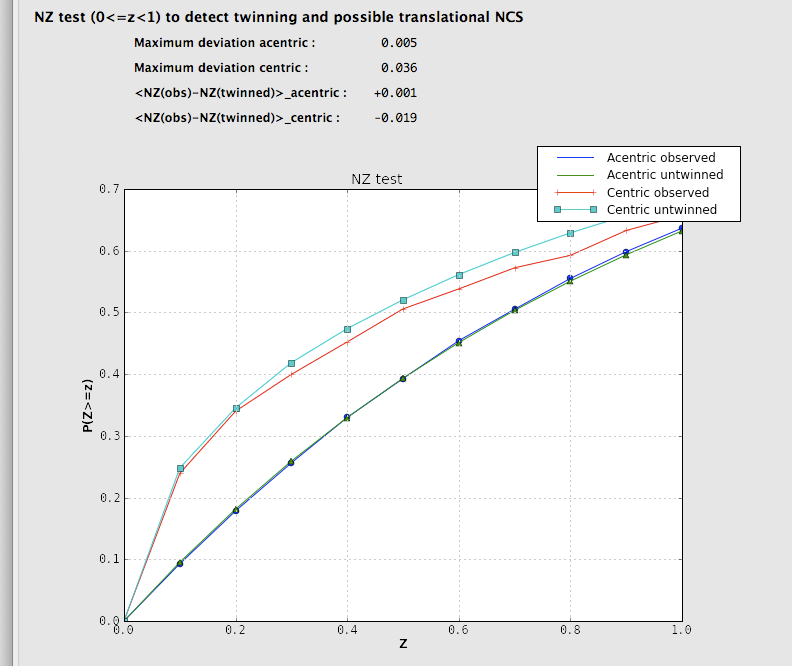 NZ test (0<=z<1) to detect twinning and possible translational NCS
Maximum deviation acentric : 0.005
Maximum deviation centric : 0.036
<NZ(obs)-NZ(twinned)>_acentric : +0.001
<NZ(obs)-NZ(twinned)>_centric : -0.019
NZ test
Acentric observed
Acentric untwinned
Centric observed
Centric untwinned
0.7
0.6
0.5
0.4
0.3
0.2
0.1
0.0
P(Z>=z)
0.0 0.2 0.4 0.6 0.8 1.0
Z